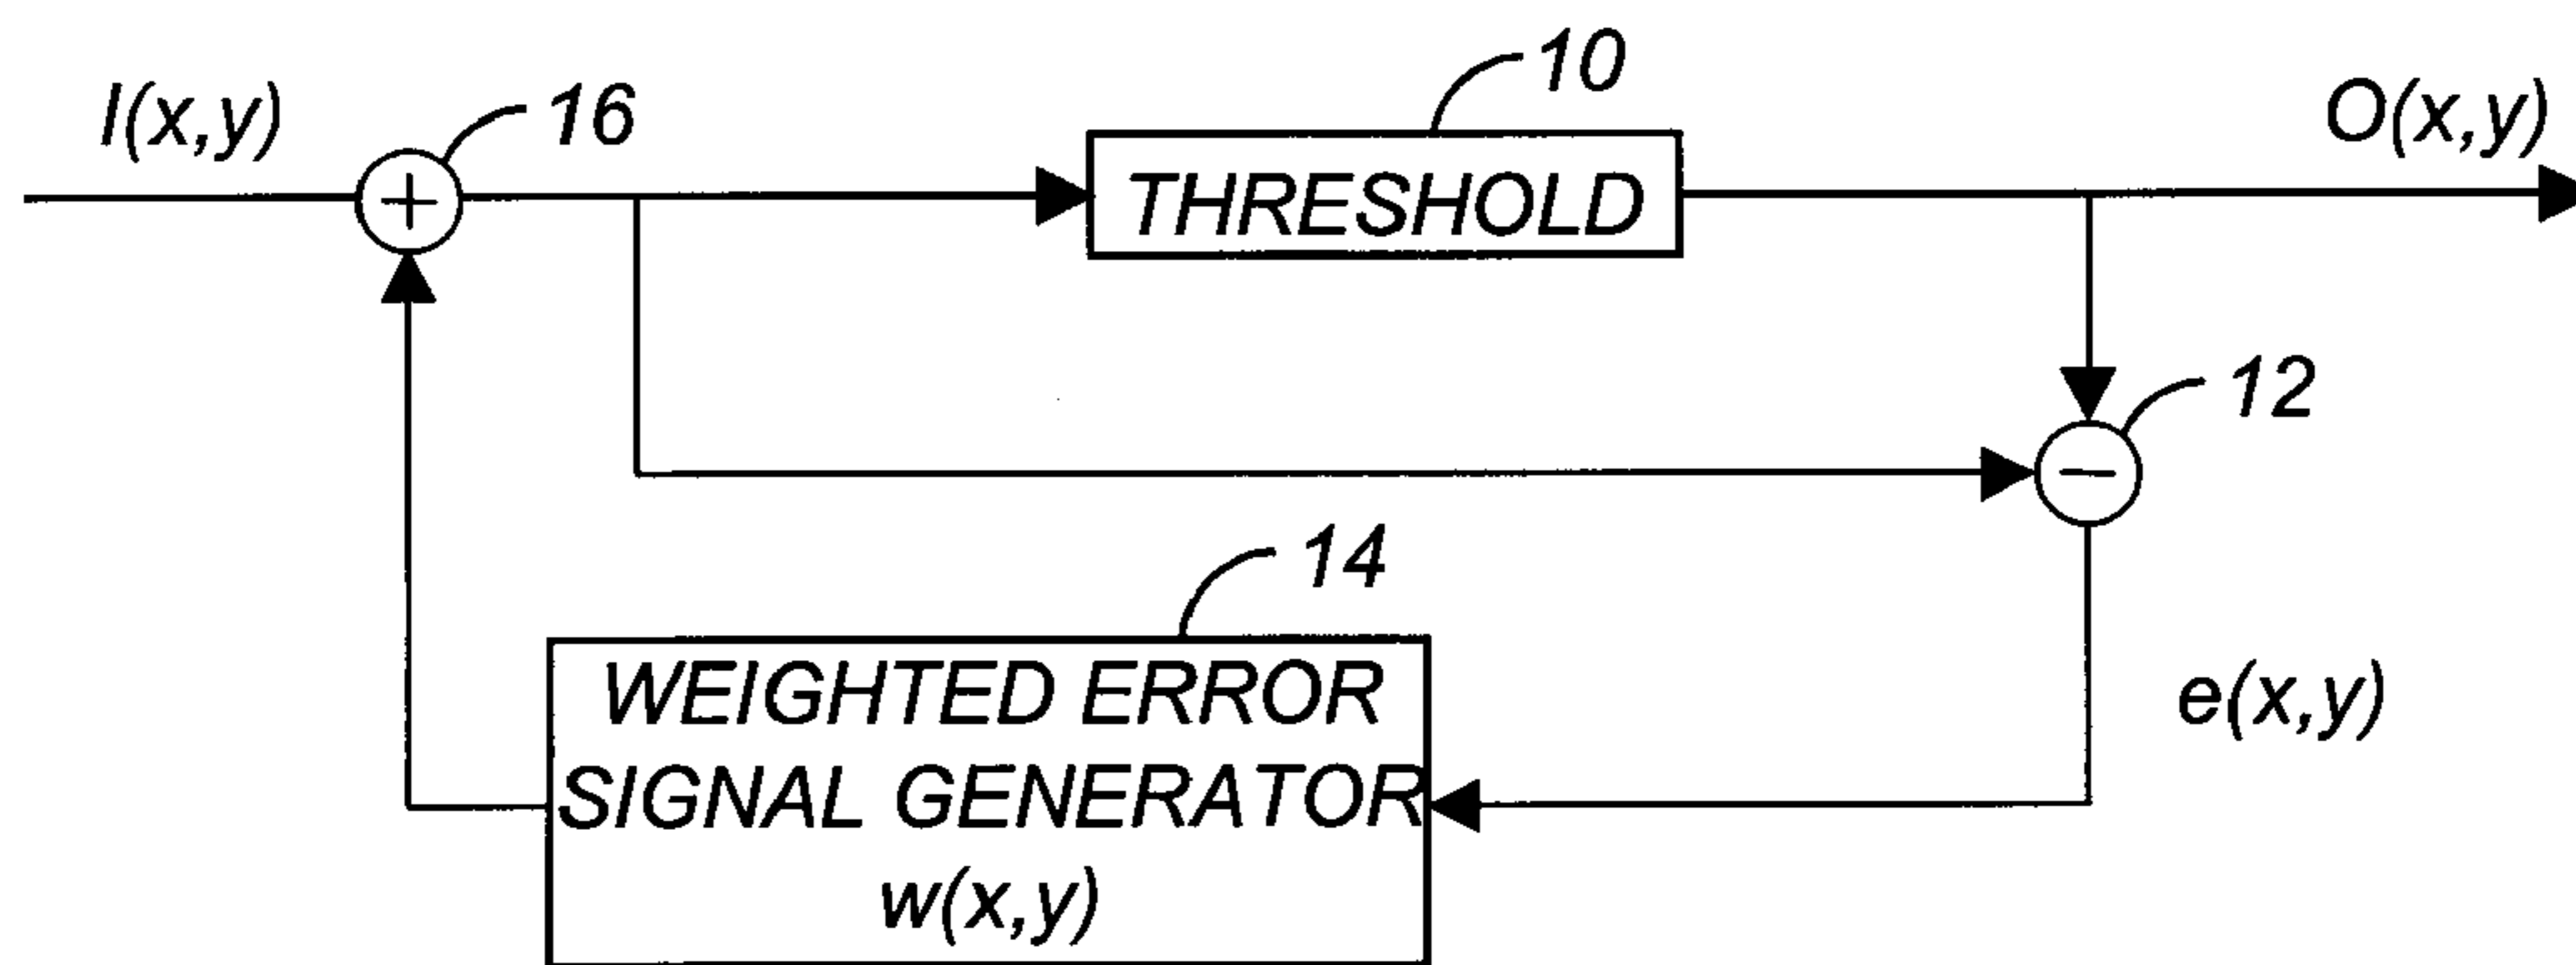 I(x,y)
16
+
10
THRESHOLD
O(x,y)
12
−
14
WEIGHTED ERROR
SIGNAL GENERATOR
w(x,y)
e(x,y)